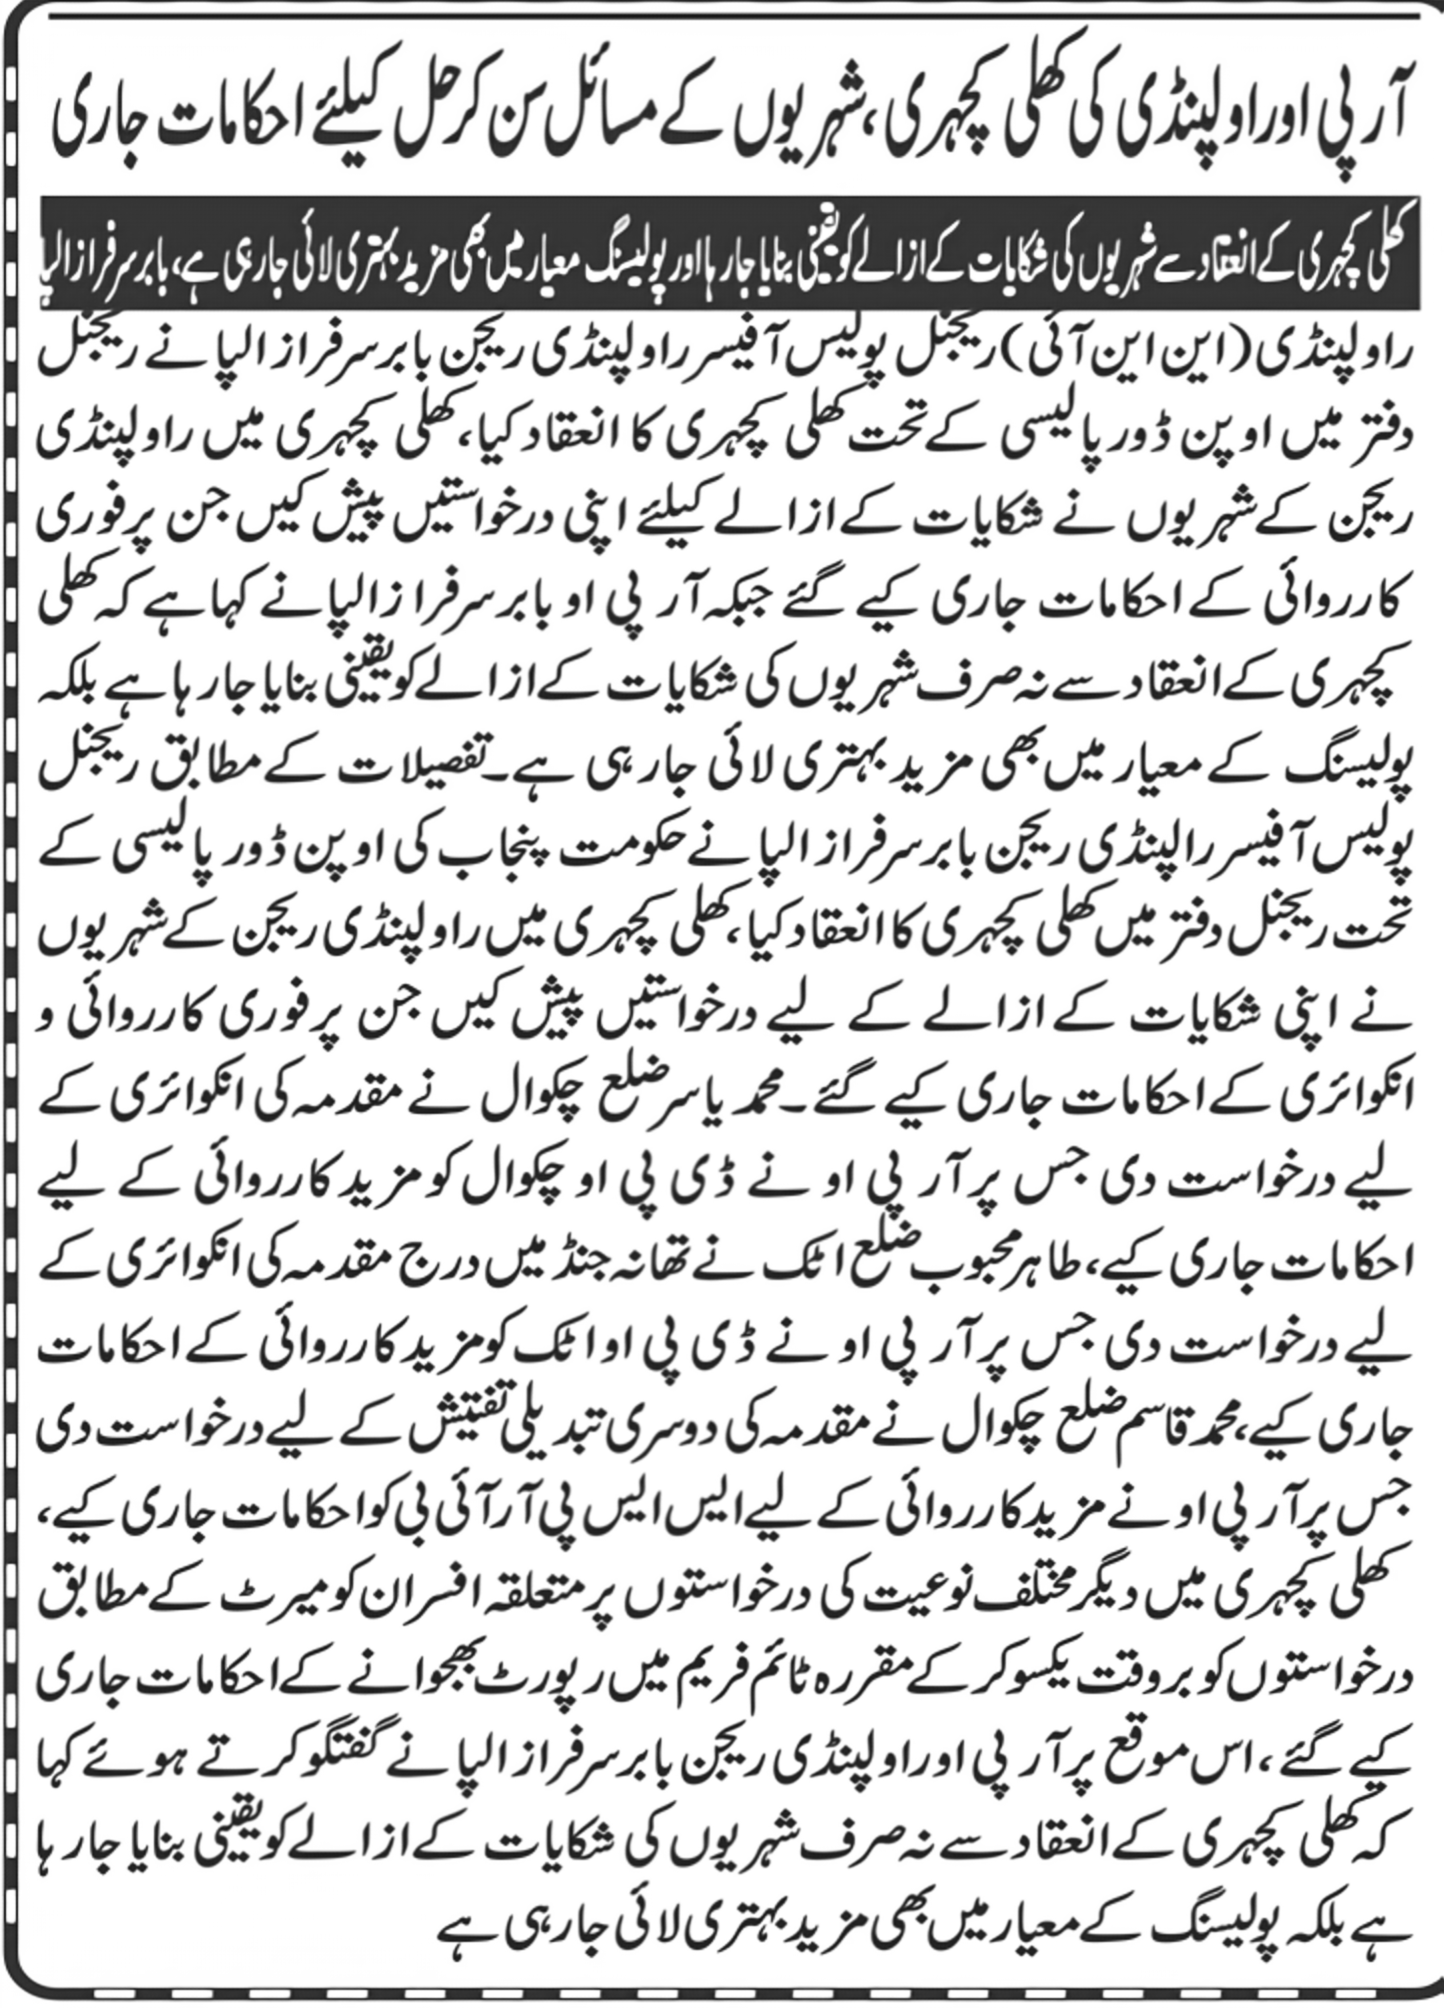 آر پی او راولپنڈی کی کھلی کچہری، شہریوں کے مسائل سن کر حل کیلئے احکامات جاری
کھلی کچہری کے انعقاد سے شہریوں کی شکایات کے ازالے کو یقینی بنایا جا رہا اور پولیسنگ معیار میں بھی مزید بہتری لائی جا رہی ہے، بابر سرفراز الپا
راولپنڈی (این این آئی) ریجنل پولیس آفیسر راولپنڈی ریجن بابر سرفراز الپا نے ریجنل
دفتر میں اوپن ڈور پالیسی کے تحت کھلی کچہری کا انعقاد کیا، کھلی کچہری میں راولپنڈی
ریجن کے شہریوں نے شکایات کے ازالے کیلئے اپنی درخواستیں پیش کیں جن پر فوری
کارروائی کے احکامات جاری کیے گئے جبکہ آر پی او بابر سرفراز الپا نے کہا ہے کہ کھلی
کچہری کے انعقاد سے نہ صرف شہریوں کی شکایات کے ازالے کو یقینی بنایا جا رہا ہے بلکہ
پولیسنگ کے معیار میں بھی مزید بہتری لائی جا رہی ہے۔ تفصیلات کے مطابق ریجنل
پولیس آفیسر رالپنڈی ریجن بابر سرفراز الپا نے حکومت پنجاب کی اوپن ڈور پالیسی کے
تحت ریجنل دفتر میں کھلی کچہری کا انعقاد کیا، کھلی کچہری میں راولپنڈی ریجن کے شہریوں
نے اپنی شکایات کے ازالے کے لیے درخواستیں پیش کیں جن پر فوری کارروائی و
انکوائری کے احکامات جاری کیے گئے۔ محمد یاسر ضلع چکوال نے مقدمہ کی انکوائری کے
لیے درخواست دی جس پر آر پی او نے ڈی پی او چکوال کو مزید کارروائی کے لیے
احکامات جاری کیے، طاہر محبوب ضلع اٹک نے تھانہ جنڈ میں درج مقدمہ کی انکوائری کے
لیے درخواست دی جس پر آر پی او نے ڈی پی او اٹک کو مزید کارروائی کے احکامات
جاری کیے، محمد قاسم ضلع چکوال نے مقدمہ کی دوسری تبدیلی تفتیش کے لیے درخواست دی
جس پر آر پی او نے مزید کارروائی کے لیے ایس ایس پی آر آئی بی کو احکامات جاری کیے،
کھلی کچہری میں دیگر مختلف نوعیت کی درخواستوں پر متعلقہ افسران کو میرٹ کے مطابق
درخواستوں کو بروقت یکسو کر کے مقررہ ٹائم فریم میں رپورٹ بھجوانے کے احکامات جاری
کیے گئے، اس موقع پر آر پی او راولپنڈی ریجن بابر سرفراز الپا نے گفتگو کرتے ہوئے کہا
کہ کھلی کچہری کے انعقاد سے نہ صرف شہریوں کی شکایات کے ازالے کو یقینی بنایا جا رہا
ہے بلکہ پولیسنگ کے معیار میں بھی مزید بہتری لائی جا رہی ہے